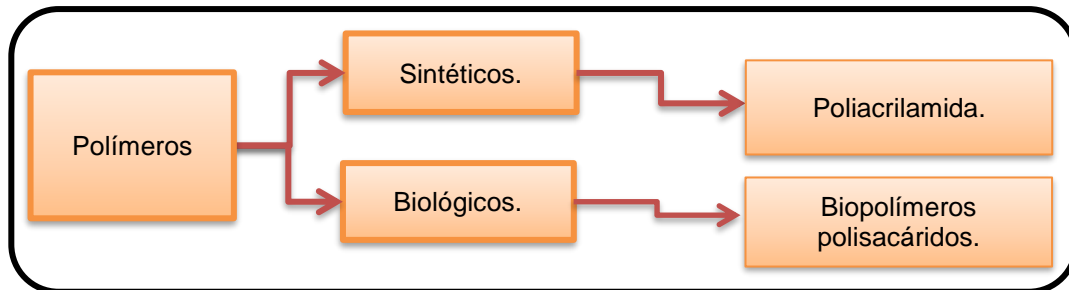 Polímeros
Sintéticos.
Biológicos.
Poliacrilamida.
Biopolímeros
polisacáridos.